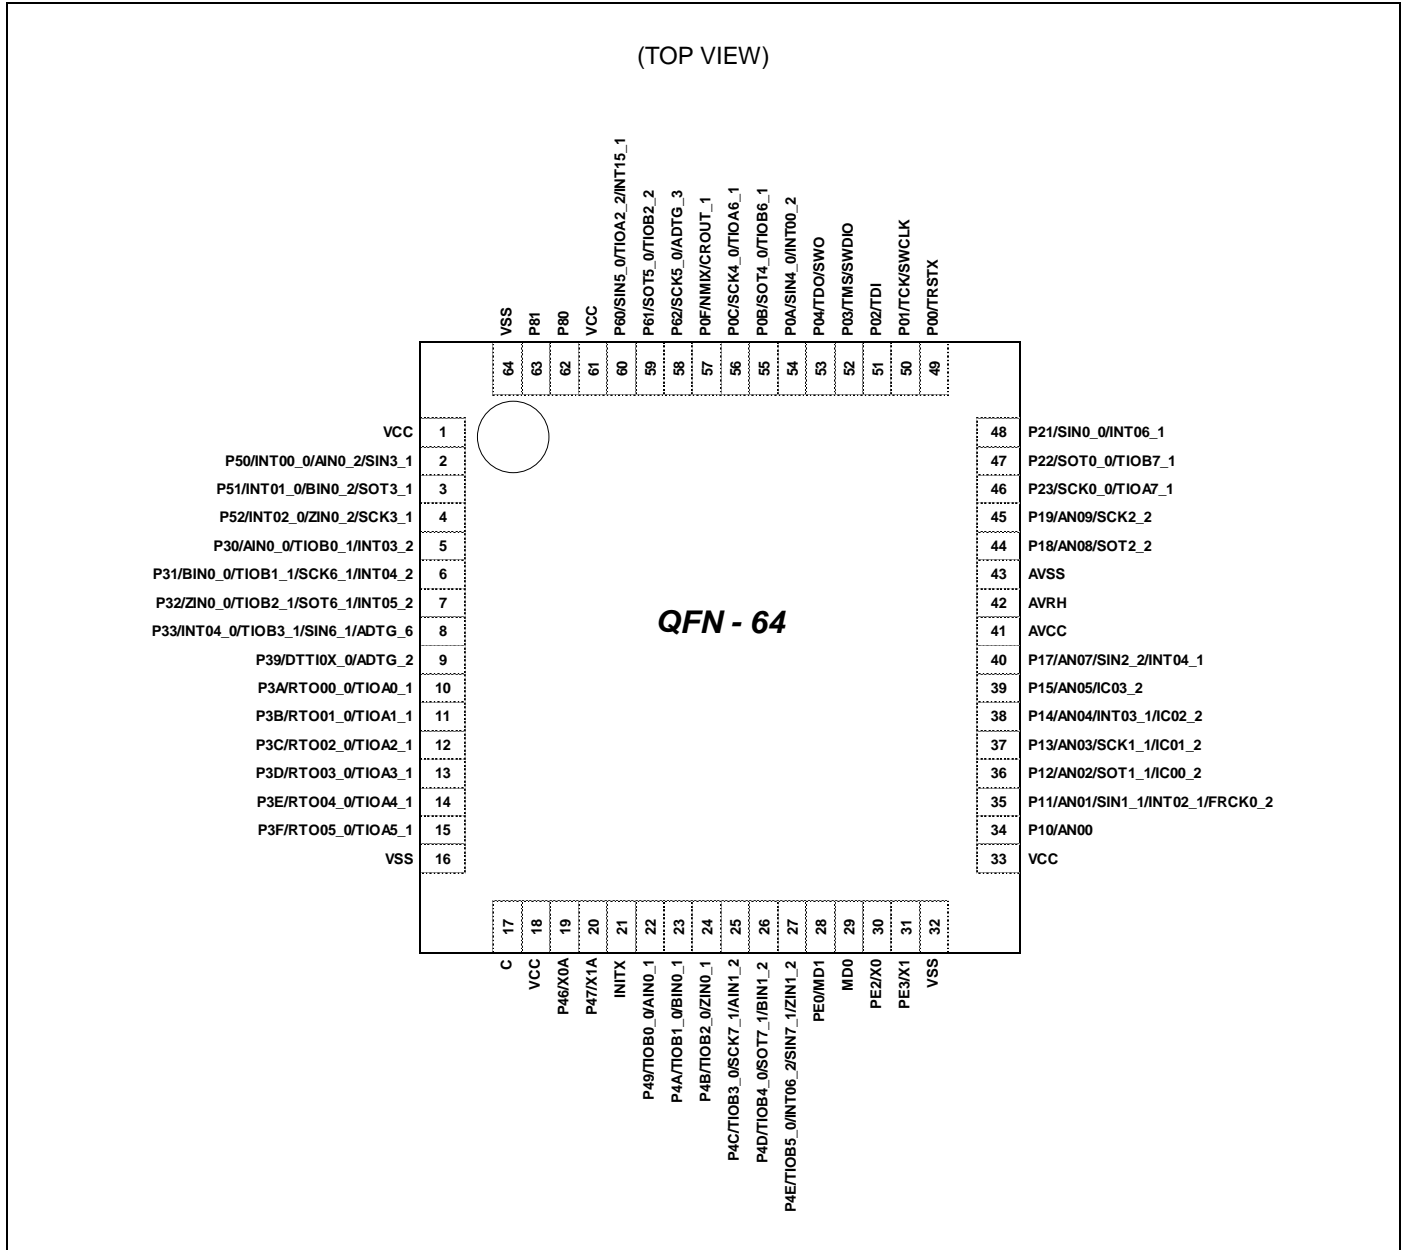 (TOP VIEW)
VSS
P81
P80
VCC
P60/SIN5_0/TIOA2_2/INT15_1
P61/SOT5_0/TIOB2_2
P62/SCK5_0/ADTG_3
P0F/NMIX/CROUT_1
P0C/SCK4_0/TIOA6_1
P0B/SOT4_0/TIOB6_1
P0A/SIN4_0/INT00_2
P04/TDO/SWO
P03/TMS/SWDIO
P02/TDI
P01/TCK/SWCLK
P00/TRSTX
64
63
62
61
60
59
58
57
56
55
54
53
52
51
50
49
VCC 1
P50/INT00_0/AIN0_2/SIN3_1 2
P51/INT01_0/BIN0_2/SOT3_1 3
P52/INT02_0/ZIN0_2/SCK3_1 4
P30/AIN0_0/TIOB0_1/INT03_2 5
P31/BIN0_0/TIOB1_1/SCK6_1/INT04_2 6
P32/ZIN0_0/TIOB2_1/SOT6_1/INT05_2 7
P33/INT04_0/TIOB3_1/SIN6_1/ADTG_6 8
P39/DTTI0X_0/ADTG_2 9
P3A/RTO00_0/TIOA0_1 10
P3B/RTO01_0/TIOA1_1 11
P3C/RTO02_0/TIOA2_1 12
P3D/RTO03_0/TIOA3_1 13
P3E/RTO04_0/TIOA4_1 14
P3F/RTO05_0/TIOA5_1 15
VSS 16
QFN - 64
48 P21/SIN0_0/INT06_1
47 P22/SOT0_0/TIOB7_1
46 P23/SCK0_0/TIOA7_1
45 P19/AN09/SCK2_2
44 P18/AN08/SOT2_2
43 AVSS
42 AVRH
41 AVCC
40 P17/AN07/SIN2_2/INT04_1
39 P15/AN05/IC03_2
38 P14/AN04/INT03_1/IC02_2
37 P13/AN03/SCK1_1/IC01_2
36 P12/AN02/SOT1_1/IC00_2
35 P11/AN01/SIN1_1/INT02_1/FRCK0_2
34 P10/AN00
33 VCC
17
18
19
20
21
22
23
24
25
26
27
28
29
30
31
32
C
VCC
P46/X0A
P47/X1A
INITX
P49/TIOB0_0/AIN0_1
P4A/TIOB1_0/BIN0_1
P4B/TIOB2_0/ZIN0_1
P4C/TIOB3_0/SCK7_1/AIN1_2
P4D/TIOB4_0/SOT7_1/BIN1_2
P4E/TIOB5_0/INT06_2/SIN7_1/ZIN1_2
PE0/MD1
MD0
PE2/X0
PE3/X1
VSS